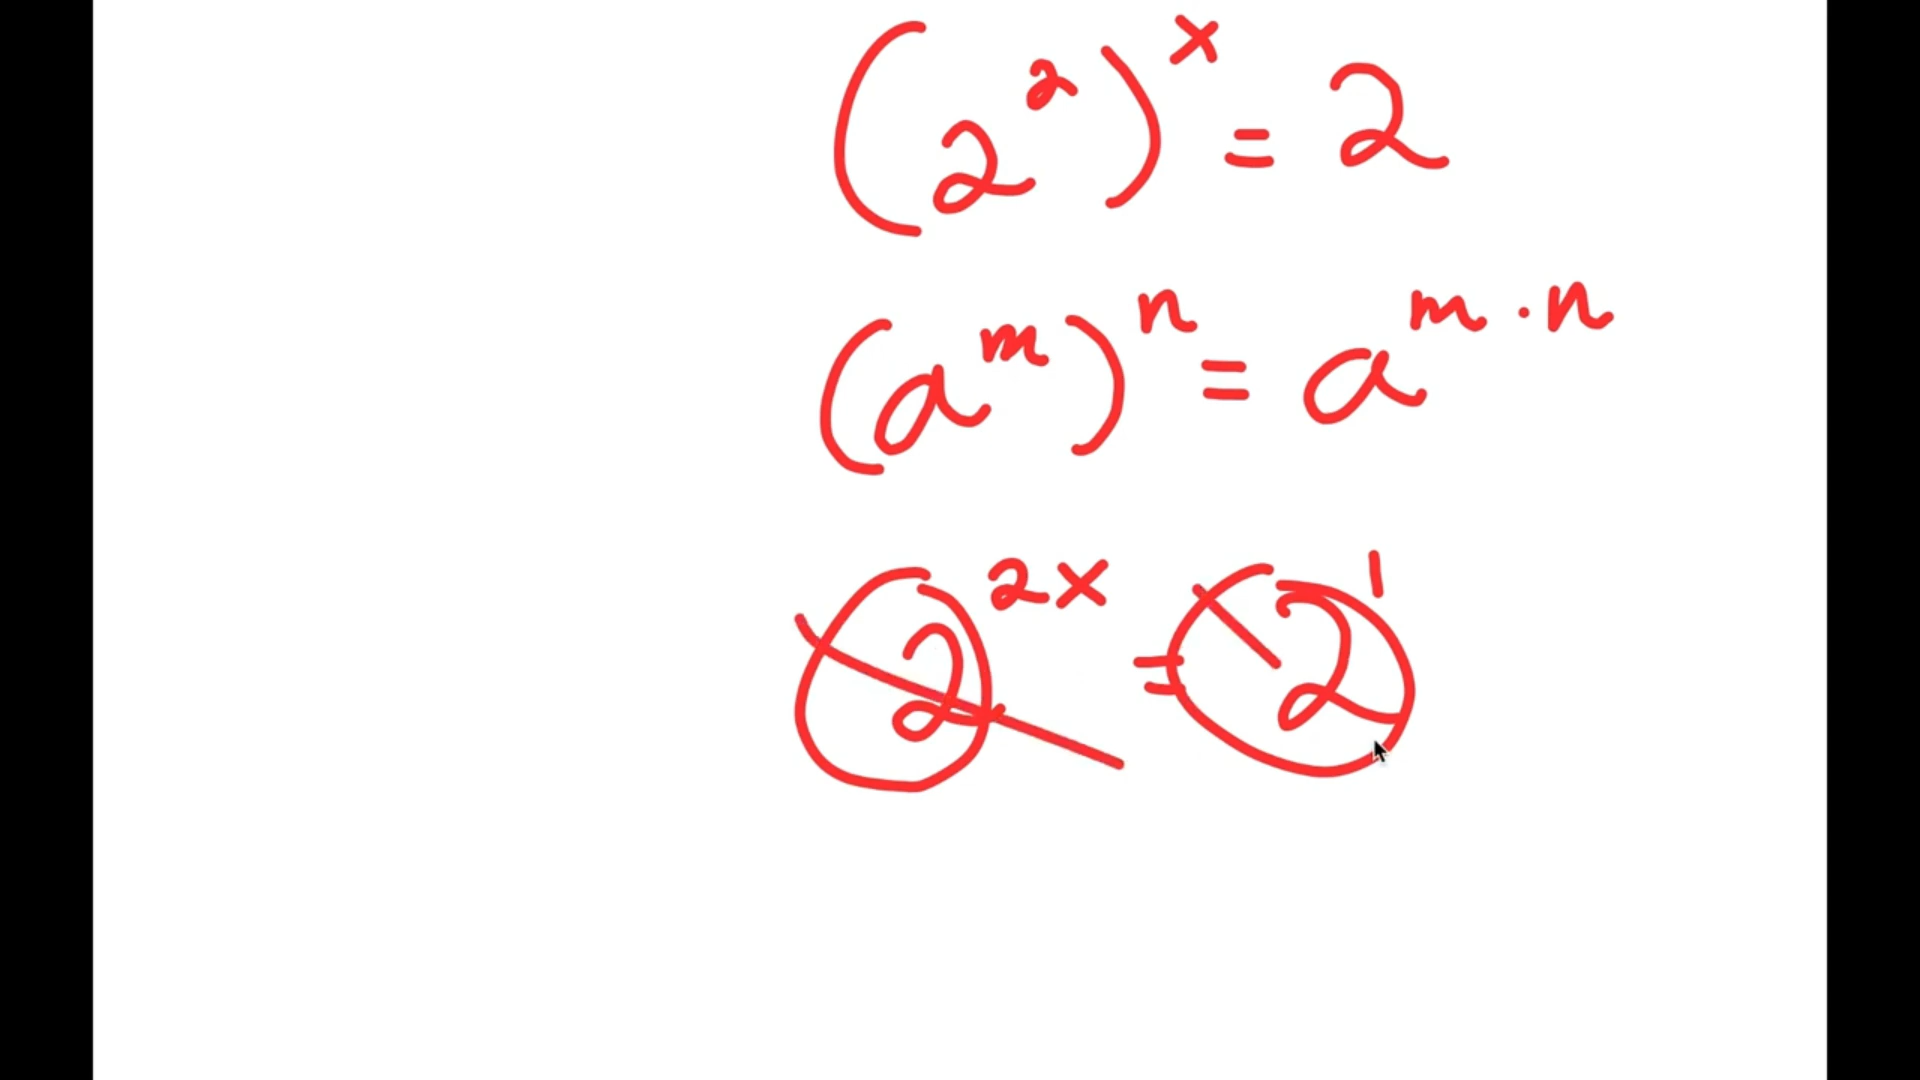 (2²)ˣ = 2
(aᵐ)ⁿ = aᵐ·ⁿ
2²ˣ = 2¹